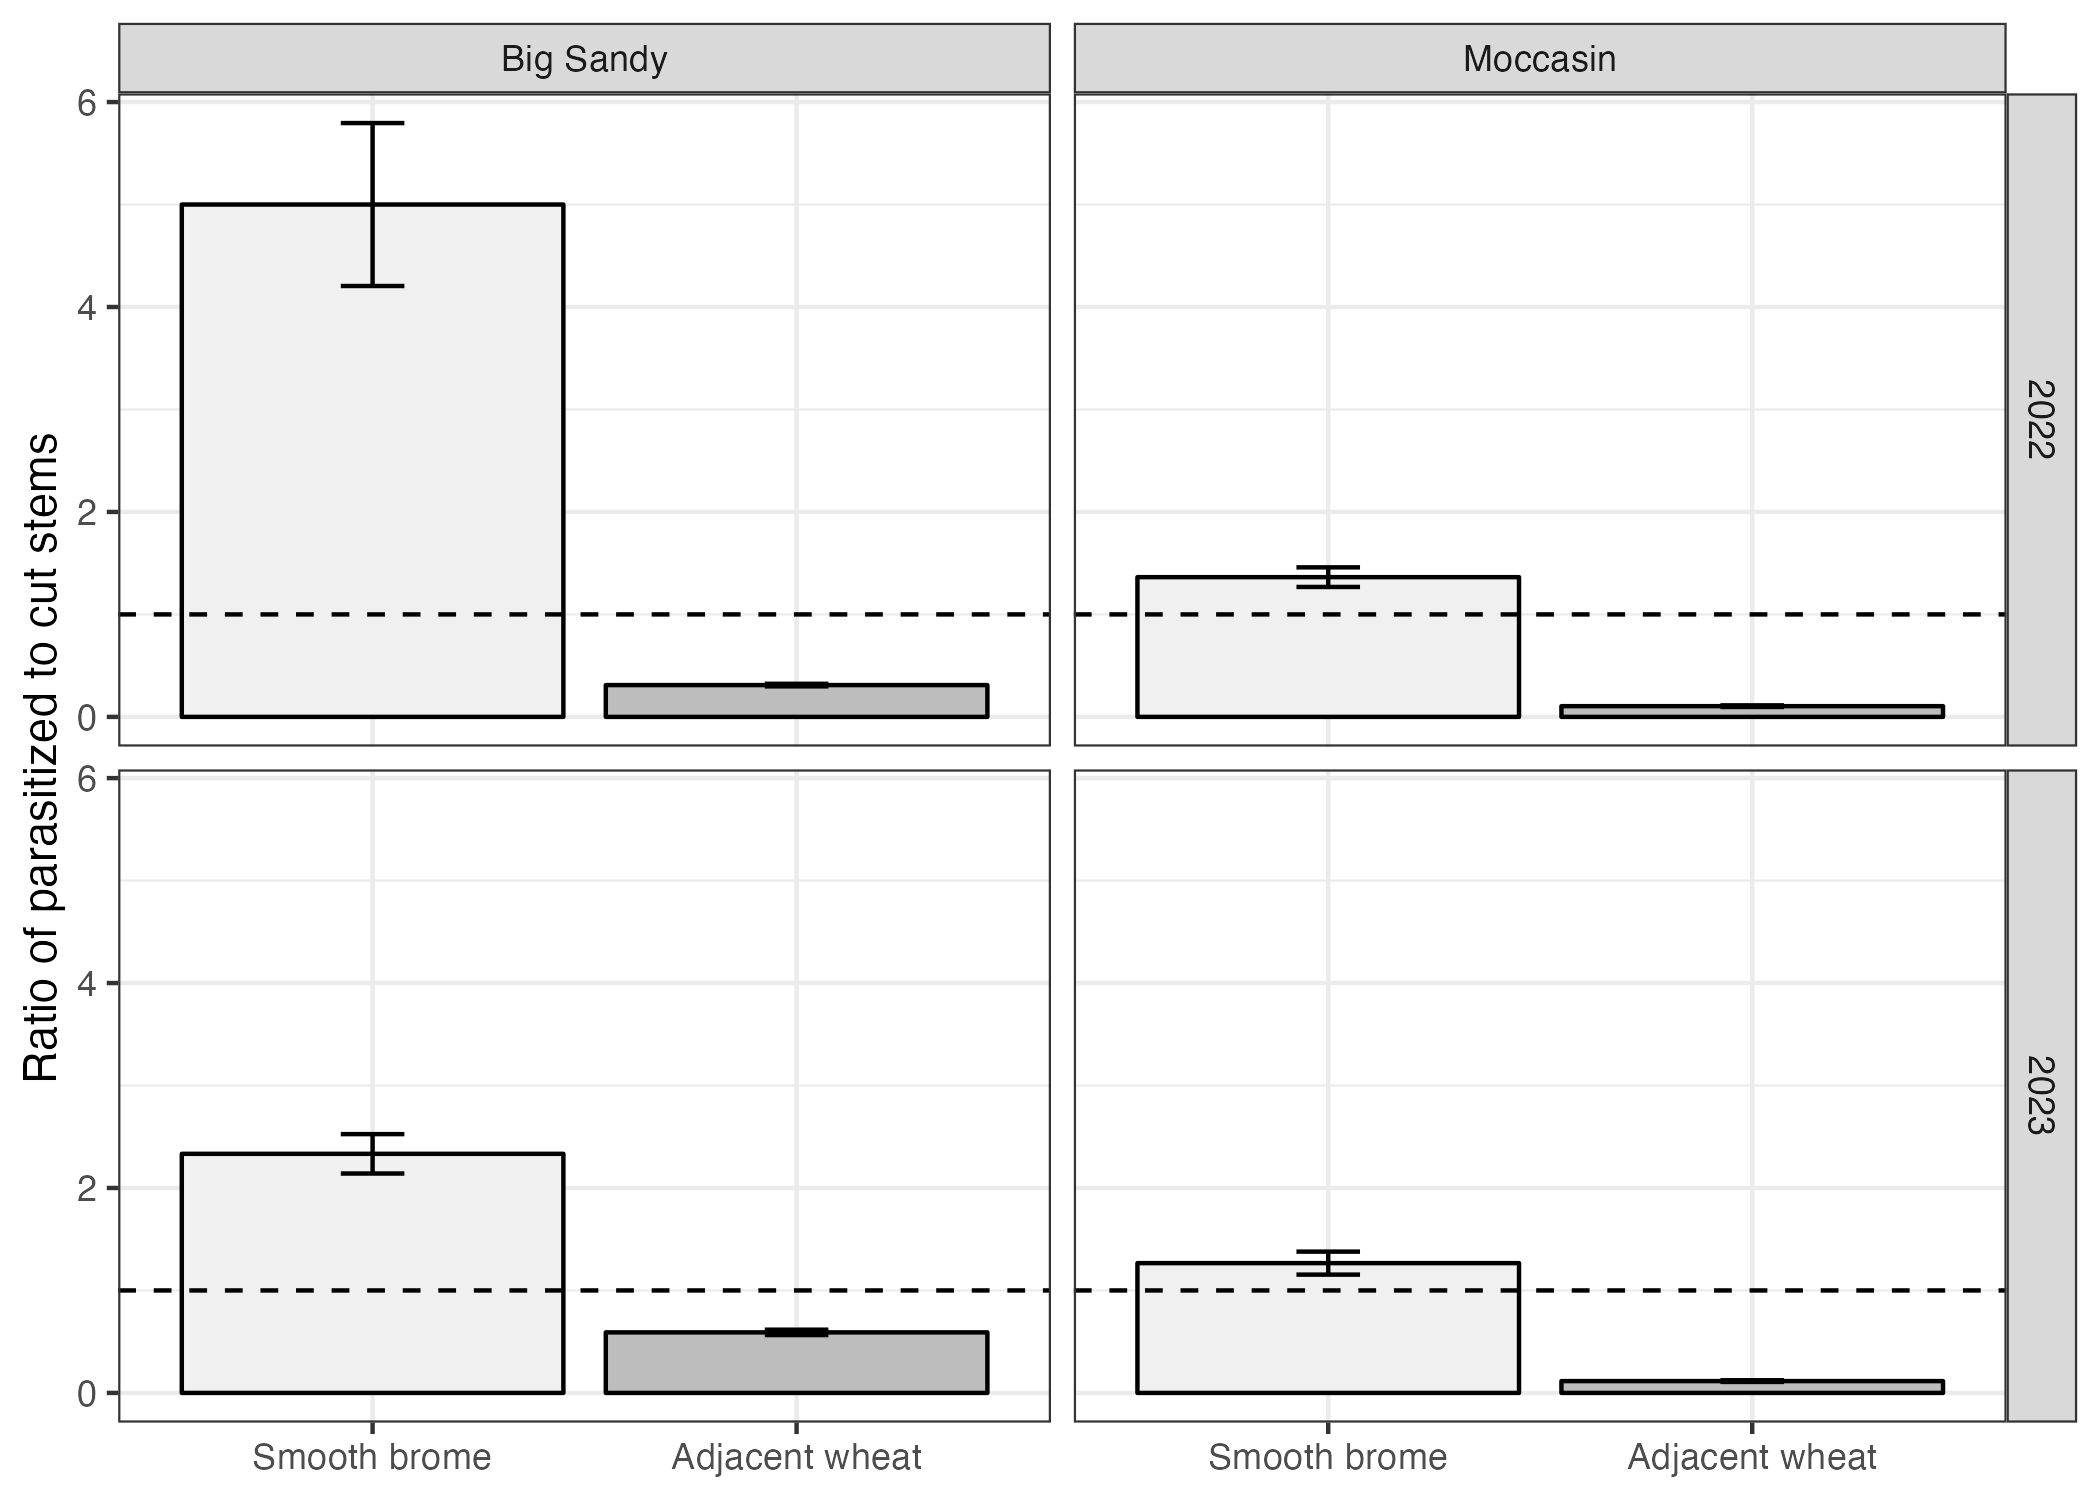 Big Sandy
Moccasin
Ratio of parasitized to cut stems
6
4
2
0
2022
6
4
2
0
2023
Smooth brome
Adjacent wheat
Smooth brome
Adjacent wheat